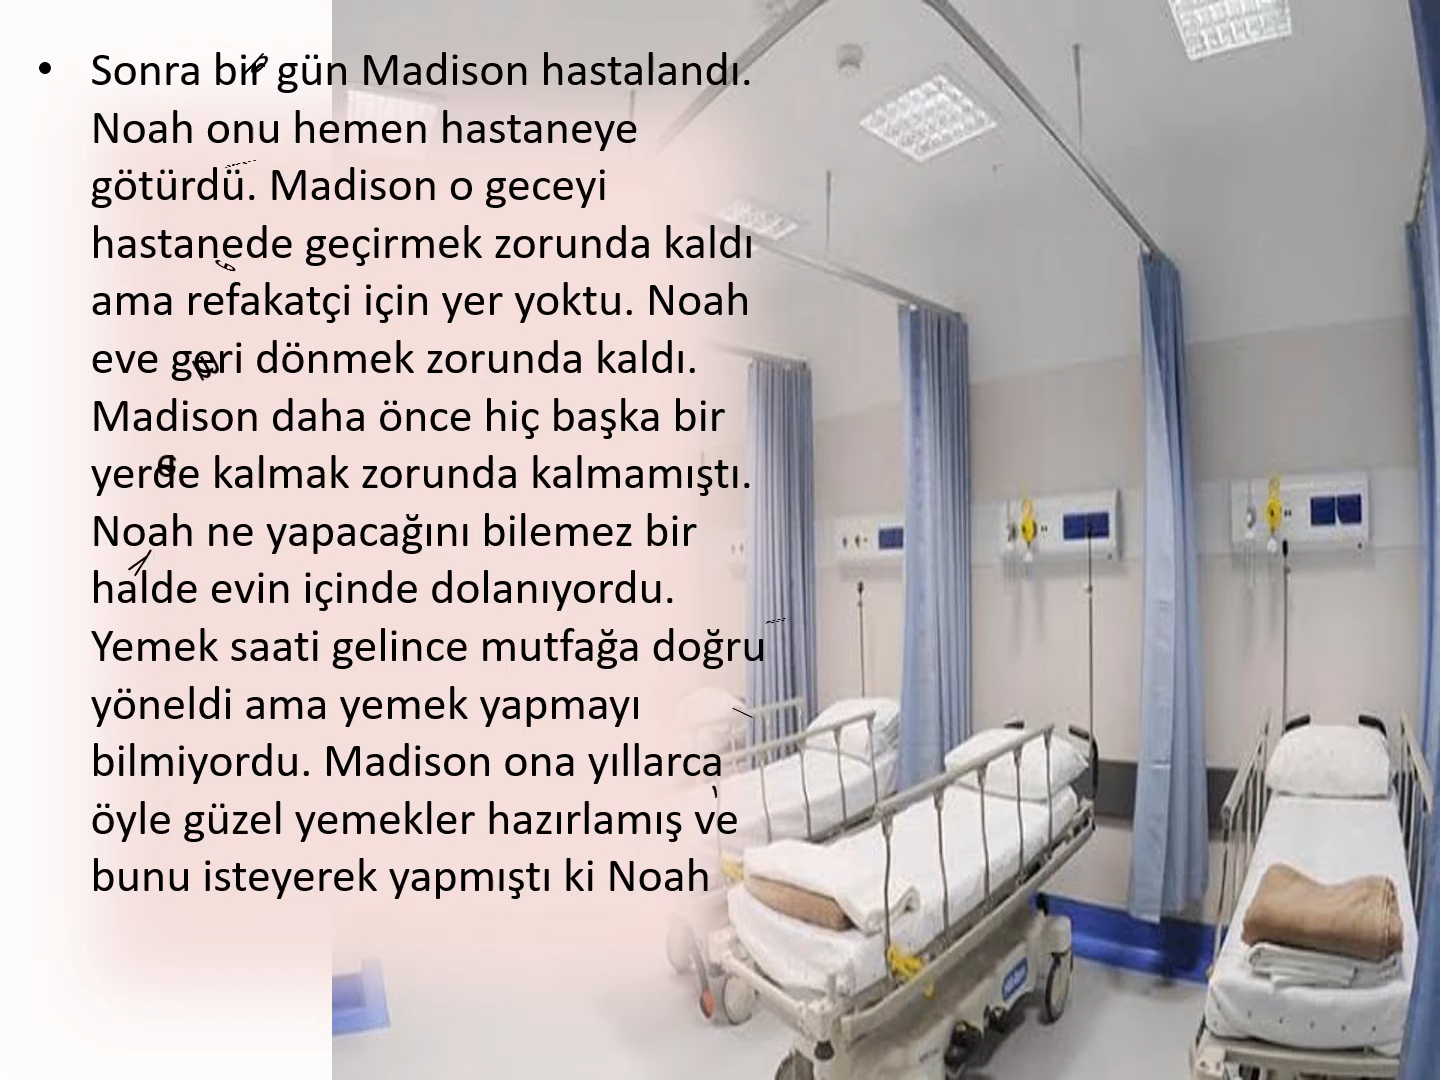 • Sonra bir gün Madison hastalandı.
Noah onu hemen hastaneye
götürdü. Madison o geceyi
hastanede geçirmek zorunda kaldı
ama refakatçi için yer yoktu. Noah
eve geri dönmek zorunda kaldı.
Madison daha önce hiç başka bir
yerde kalmak zorunda kalmamıştı.
Noah ne yapacağını bilemez bir
halde evin içinde dolanıyordu.
Yemek saati gelince mutfağa doğru
yöneldi ama yemek yapmayı
bilmiyordu. Madison ona yıllarca
öyle güzel yemekler hazırlamış ve
bunu isteyerek yapmıştı ki Noah